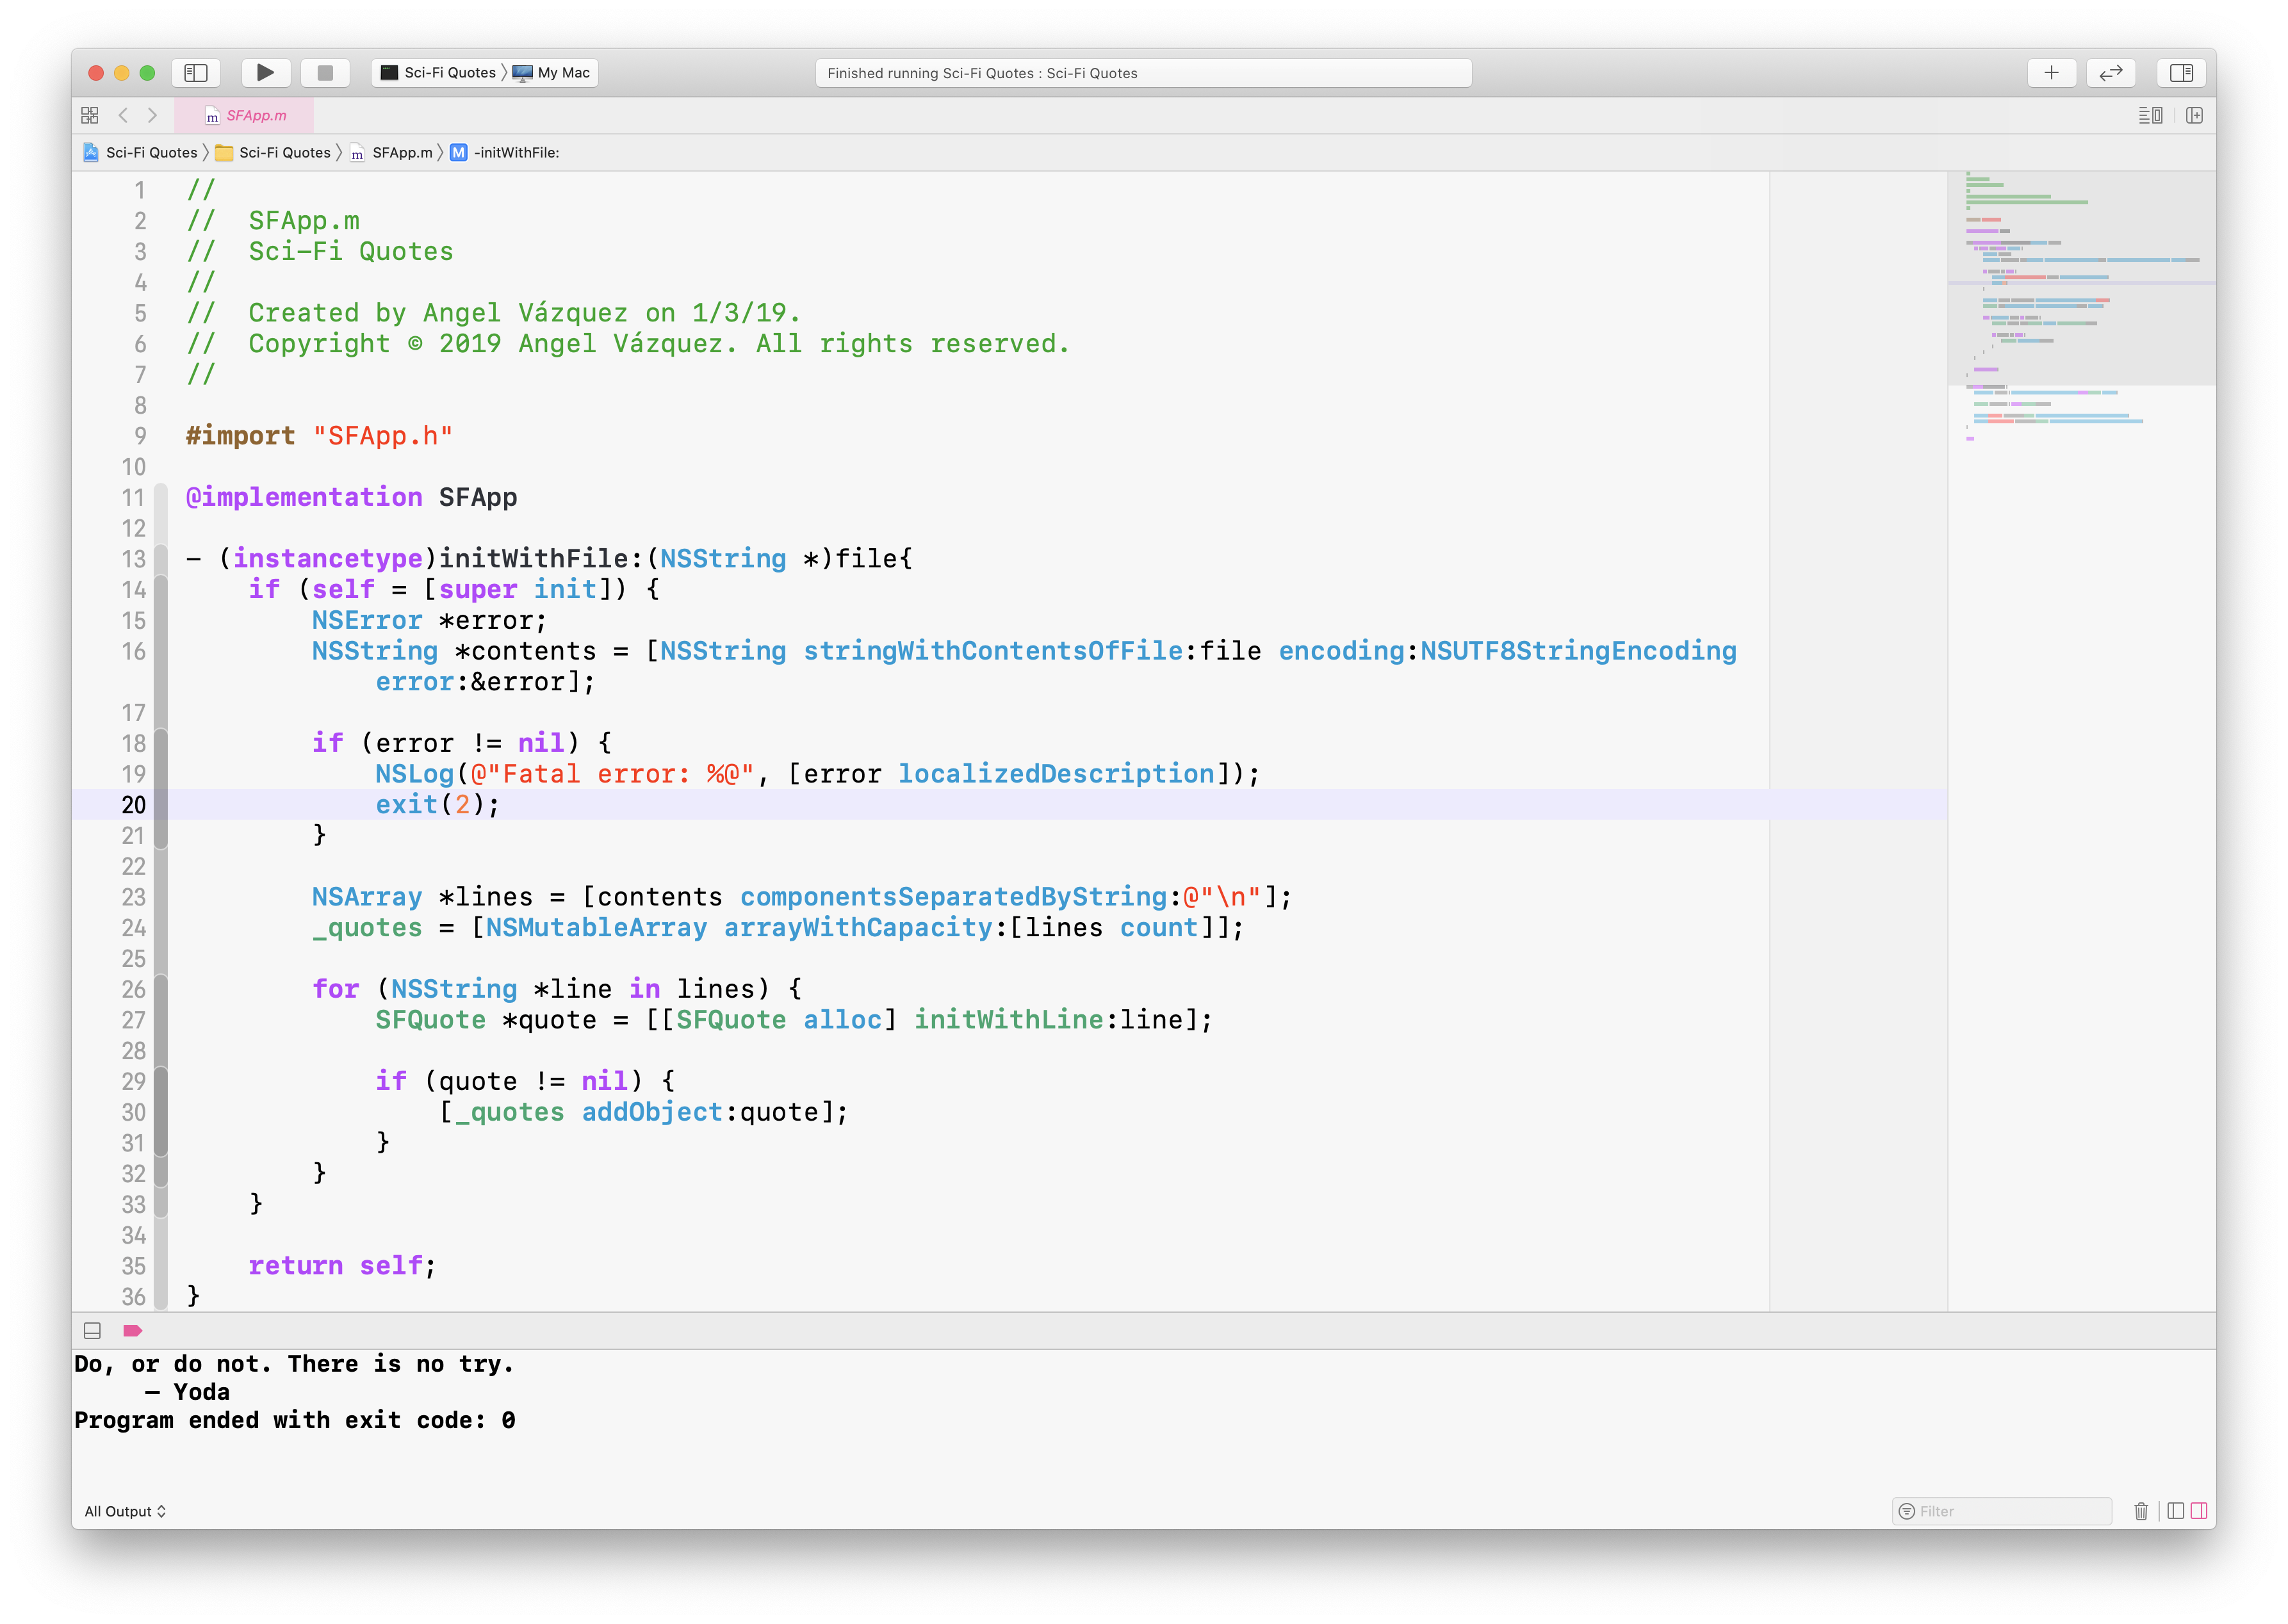 Sci-Fi Quotes 〉 My Mac
Finished running Sci-Fi Quotes : Sci-Fi Quotes
m SFApp.m
Sci-Fi Quotes 〉 Sci-Fi Quotes 〉 m SFApp.m 〉 M -initWithFile:
1 //
2 //  SFApp.m
3 //  Sci-Fi Quotes
4 //
5 //  Created by Angel Vázquez on 1/3/19.
6 //  Copyright © 2019 Angel Vázquez. All rights reserved.
7 //
8
9 #import "SFApp.h"
10
11 @implementation SFApp
12
13 - (instancetype)initWithFile:(NSString *)file{
14     if (self = [super init]) {
15         NSError *error;
16         NSString *contents = [NSString stringWithContentsOfFile:file encoding:NSUTF8StringEncoding
            error:&error];
17
18         if (error != nil) {
19             NSLog(@"Fatal error: %@", [error localizedDescription]);
20             exit(2);
21         }
22
23         NSArray *lines = [contents componentsSeparatedByString:@"\n"];
24         _quotes = [NSMutableArray arrayWithCapacity:[lines count]];
25
26         for (NSString *line in lines) {
27             SFQuote *quote = [[SFQuote alloc] initWithLine:line];
28
29             if (quote != nil) {
30                 [_quotes addObject:quote];
31             }
32         }
33     }
34
35     return self;
36 }
Do, or do not. There is no try.
     — Yoda
Program ended with exit code: 0
All Output
Filter